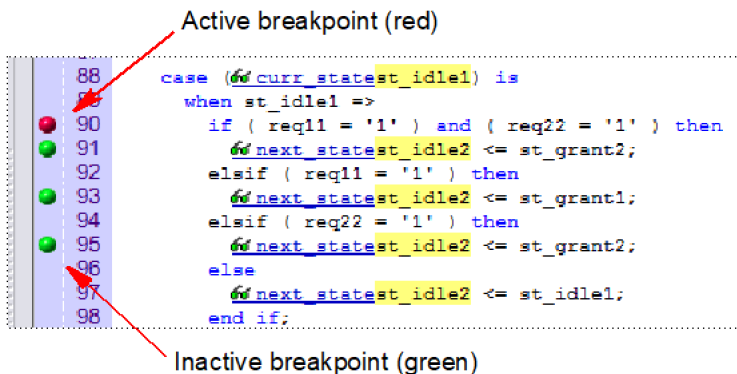 Active breakpoint (red)
88 case (curr_statest_idle1) is
89 when st_idle1 =>
90 if ( req11 = '1' ) and ( req22 = '1' ) then
91 next_statest_idle2 <= st_grant2;
92 elsif ( req11 = '1' ) then
93 next_statest_idle2 <= st_grant1;
94 elsif ( req22 = '1' ) then
95 next_statest_idle2 <= st_grant2;
96 else
97 next_statest_idle2 <= st_idle1;
98 end if;
Inactive breakpoint (green)